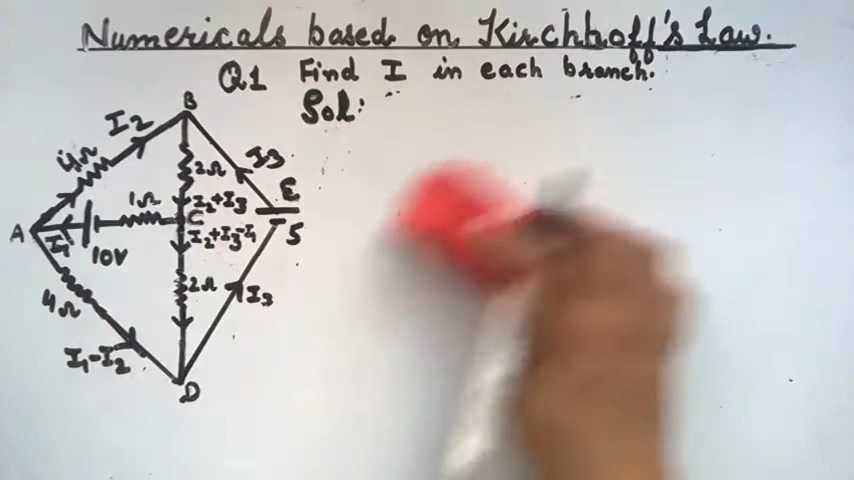 Numericals based on Kirchhoff's Law.
Q1 Find I in each branch.
Sol:
B
I2
4Ω
I3
2Ω
E
1Ω
I2+I3
A
C
I1
I2+I3-I1
5
10V
2Ω
4Ω
I3
I1-I2
D